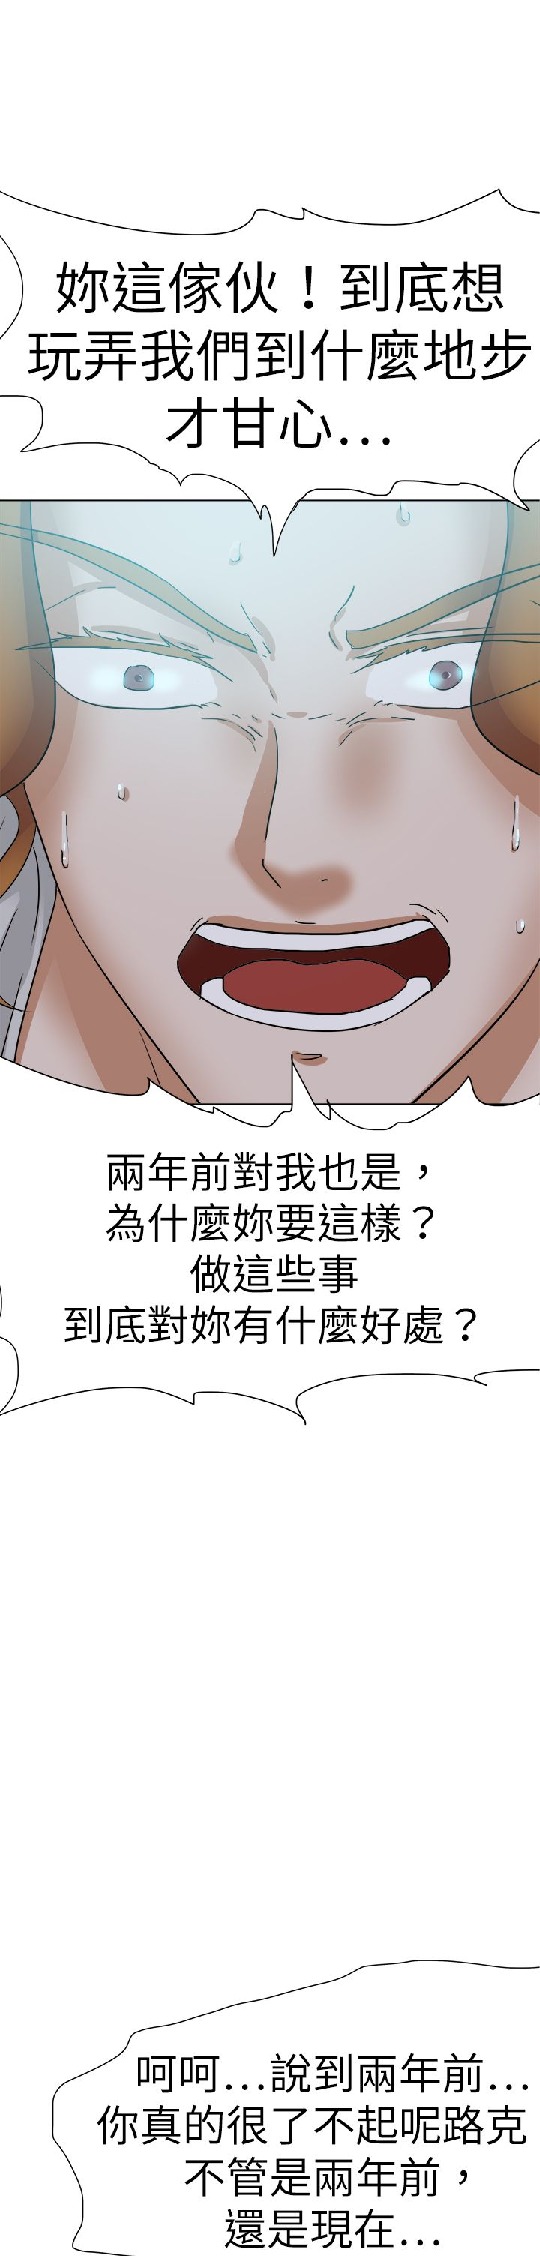 妳這傢伙！到底想
玩弄我們到什麼地步
才甘心...
兩年前對我也是，
為什麼妳要這樣？
做這些事
到底對妳有什麼好處？
呵呵...說到兩年前...
你真的很了不起呢路克
不管是兩年前，
還是現在...